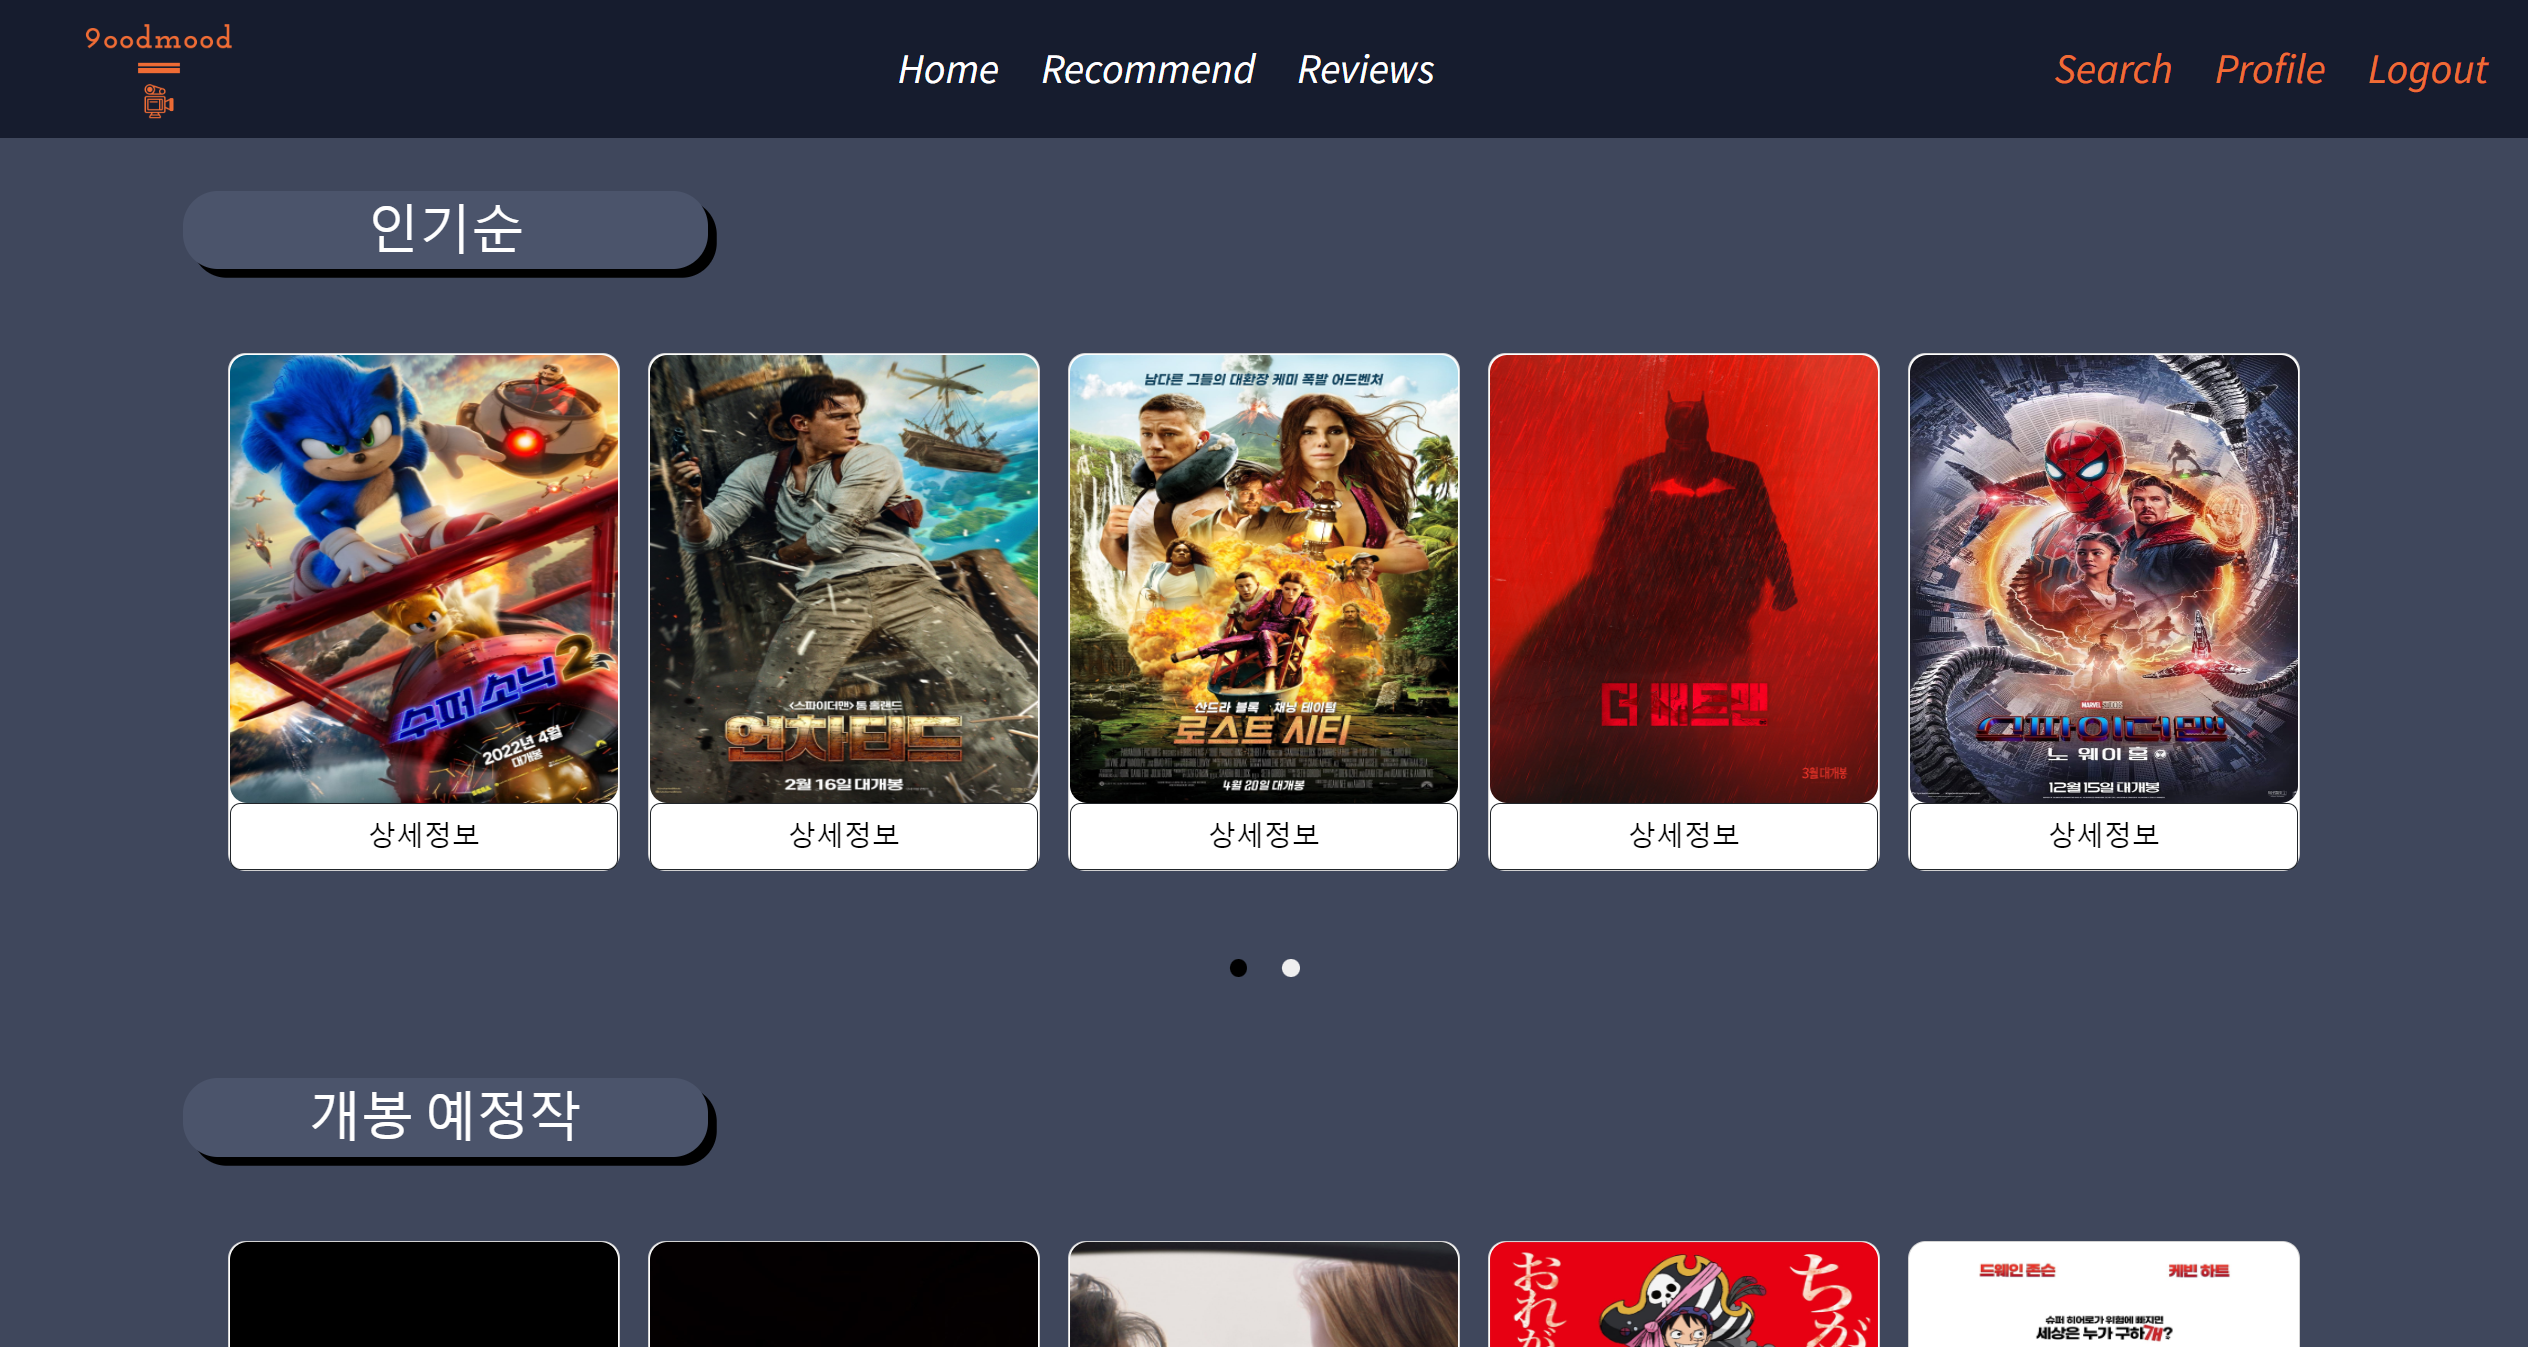 9oodmood
Home Recommend Reviews
Search Profile Logout
인기순
수퍼 소닉2
2022년 4월
대개봉
SEGA
<스파이더맨> 톰 홀랜드
언차티드
2월 16일 대개봉
남다른 그들의 대환장 케미 폭발 어드벤처
산드라 블록 채닝 테이텀
로스트 시티
4월 20일 대개봉
더 배트맨
3월 대개봉
MARVEL STUDIOS
스파이더맨
노 웨이 홈
12월 15일 대개봉
상세정보
상세정보
상세정보
상세정보
상세정보
개봉 예정작
おれが
ちが
드웨인 존슨 케빈 하트
슈퍼 히어로가 위험에 빠지면
세상은 누가 구하개?